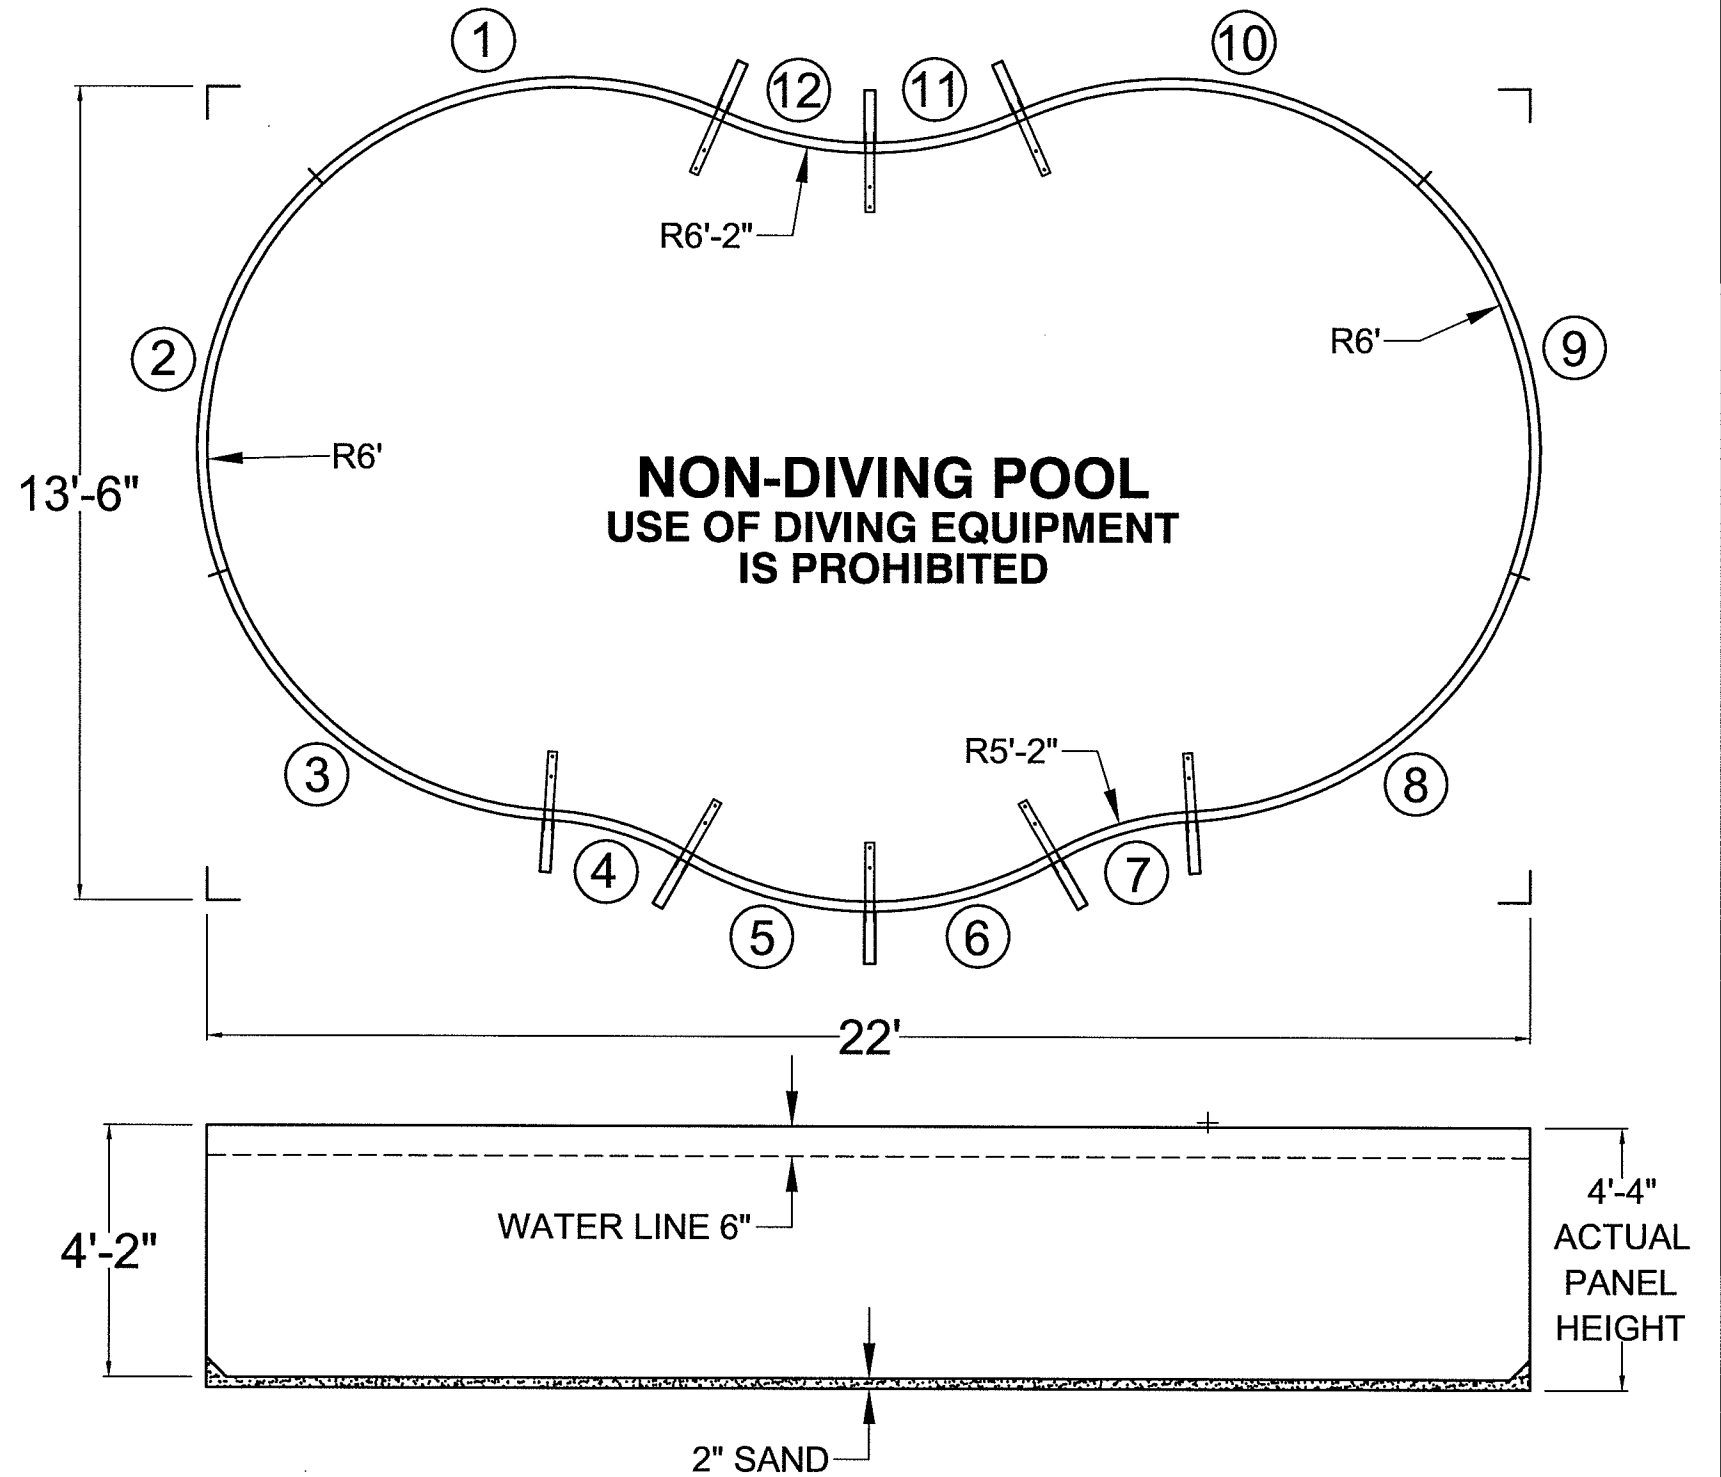 1
10
12
11
R6'-2"
2
R6'
9
R6'
13'-6"
NON-DIVING POOL
USE OF DIVING EQUIPMENT
IS PROHIBITED
R5'-2"
3
8
4
7
5
6
22'
WATER LINE 6"
4'-2"
4'-4"
ACTUAL
PANEL
HEIGHT
2" SAND